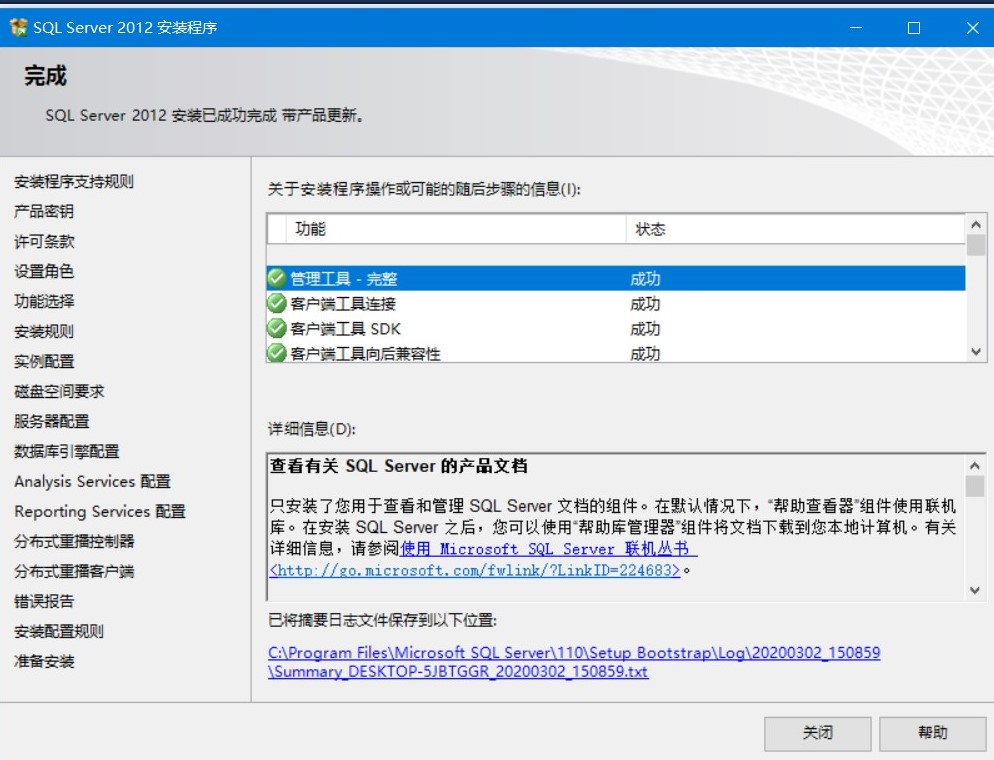 SQL Server 2012 安装程序
完成
SQL Server 2012 安装已成功完成 带产品更新。
安装程序支持规则
产品密钥
许可条款
设置角色
功能选择
安装规则
实例配置
磁盘空间要求
服务器配置
数据库引擎配置
Analysis Services 配置
Reporting Services 配置
分布式重播控制器
分布式重播客户端
错误报告
安装配置规则
准备安装
关于安装程序操作或可能的随后步骤的信息(I):
功能 状态
管理工具 - 完整 成功
客户端工具连接 成功
客户端工具 SDK 成功
客户端工具向后兼容性 成功
详细信息(D):
查看有关 SQL Server 的产品文档
只安装了您用于查看和管理 SQL Server 文档的组件。在默认情况下，“帮助查看器”组件使用联机
库。在安装 SQL Server 之后，您可以使用“帮助库管理器”组件将文档下载到您本地计算机。有关
详细信息，请参阅使用 Microsoft SQL Server 联机丛书
<http://go.microsoft.com/fwlink/?LinkID=224683>。
已将摘要日志文件保存到以下位置:
C:\Program Files\Microsoft SQL Server\110\Setup Bootstrap\Log\20200302_150859
\Summary_DESKTOP-5JBTGGR_20200302_150859.txt
关闭
帮助